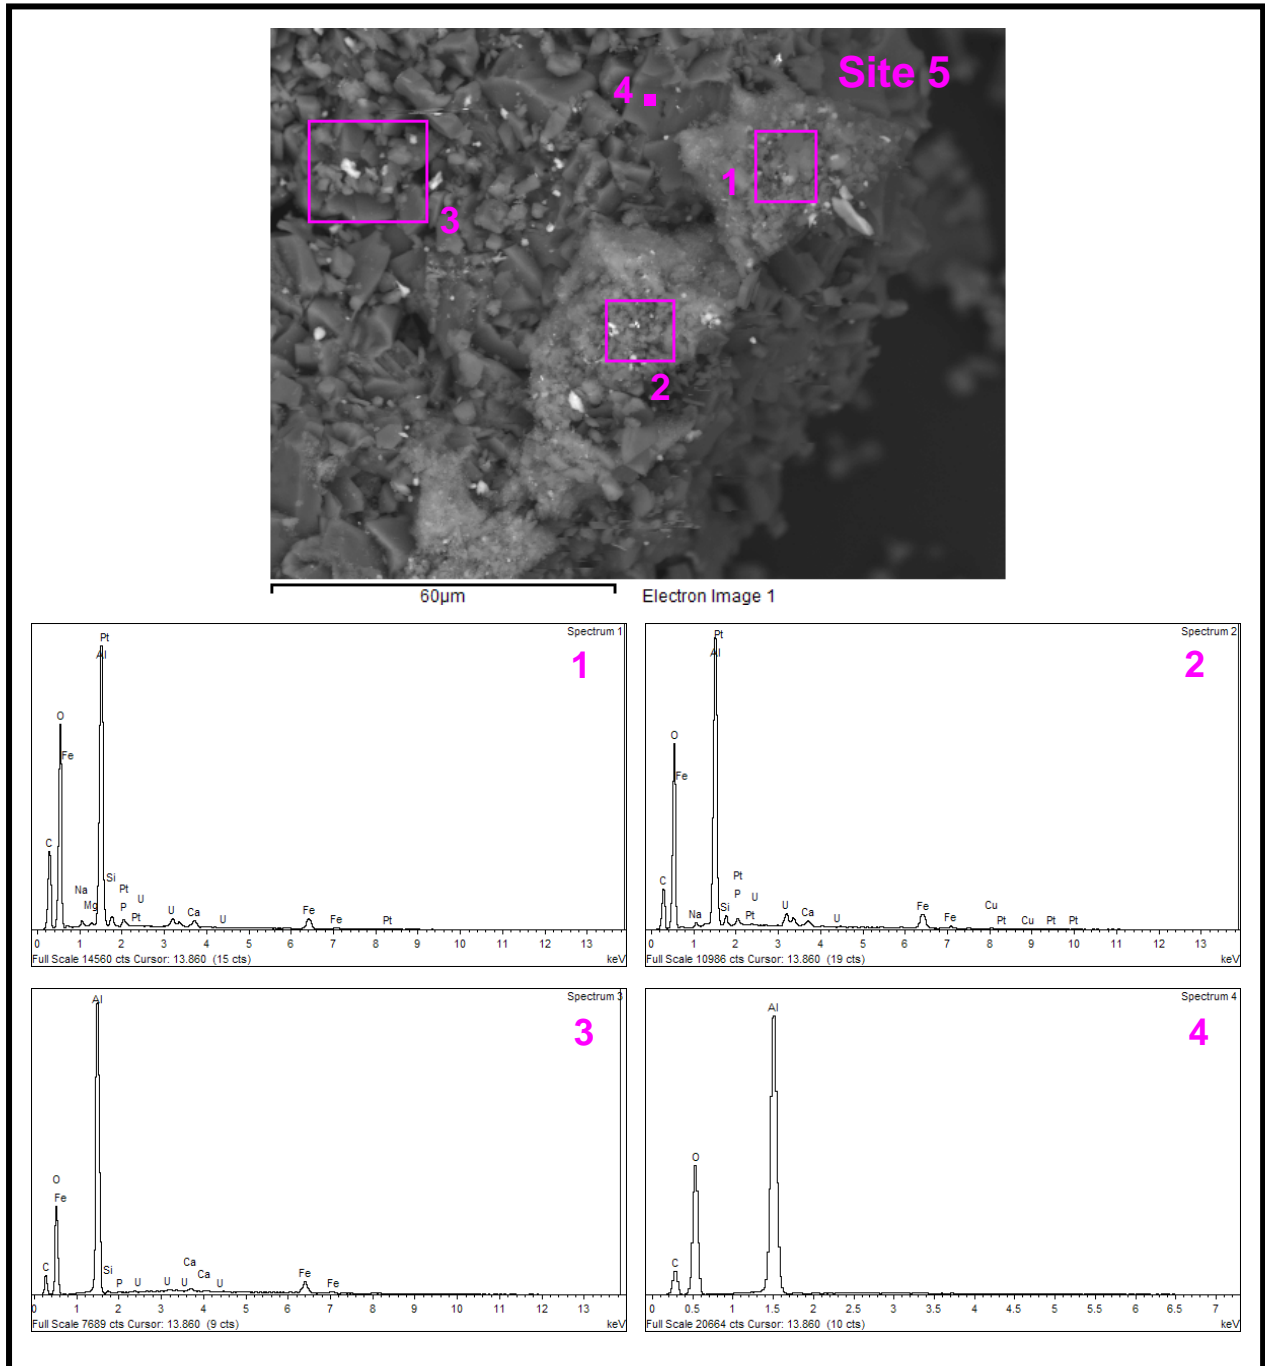 Site 5
4
1
3
2
60µm Electron Image 1
Spectrum 1
1
Pt
Al
O
Fe
C
Na
Mg
Si
Pt
P
Pt
U
U
Ca
U
Fe
Fe
Pt
0 1 2 3 4 5 6 7 8 9 10 11 12 13
Full Scale 14560 cts Cursor: 13.860 (15 cts) keV
Spectrum 2
2
Pt
Al
O
Fe
C
Na
Si
Pt
P
Pt
U
U
Ca
U
Fe
Fe
Cu
Pt
Cu
Pt
Pt
0 1 2 3 4 5 6 7 8 9 10 11 12 13
Full Scale 10986 cts Cursor: 13.860 (19 cts) keV
Spectrum 3
3
Al
O
Fe
C
Si
P
U
U
Ca
U
Ca
U
Fe
Fe
0 1 2 3 4 5 6 7 8 9 10 11 12 13
Full Scale 7689 cts Cursor: 13.860 (9 cts) keV
Spectrum 4
4
Al
O
C
0 0.5 1 1.5 2 2.5 3 3.5 4 4.5 5 5.5 6 6.5 7
Full Scale 20664 cts Cursor: 13.860 (10 cts) keV